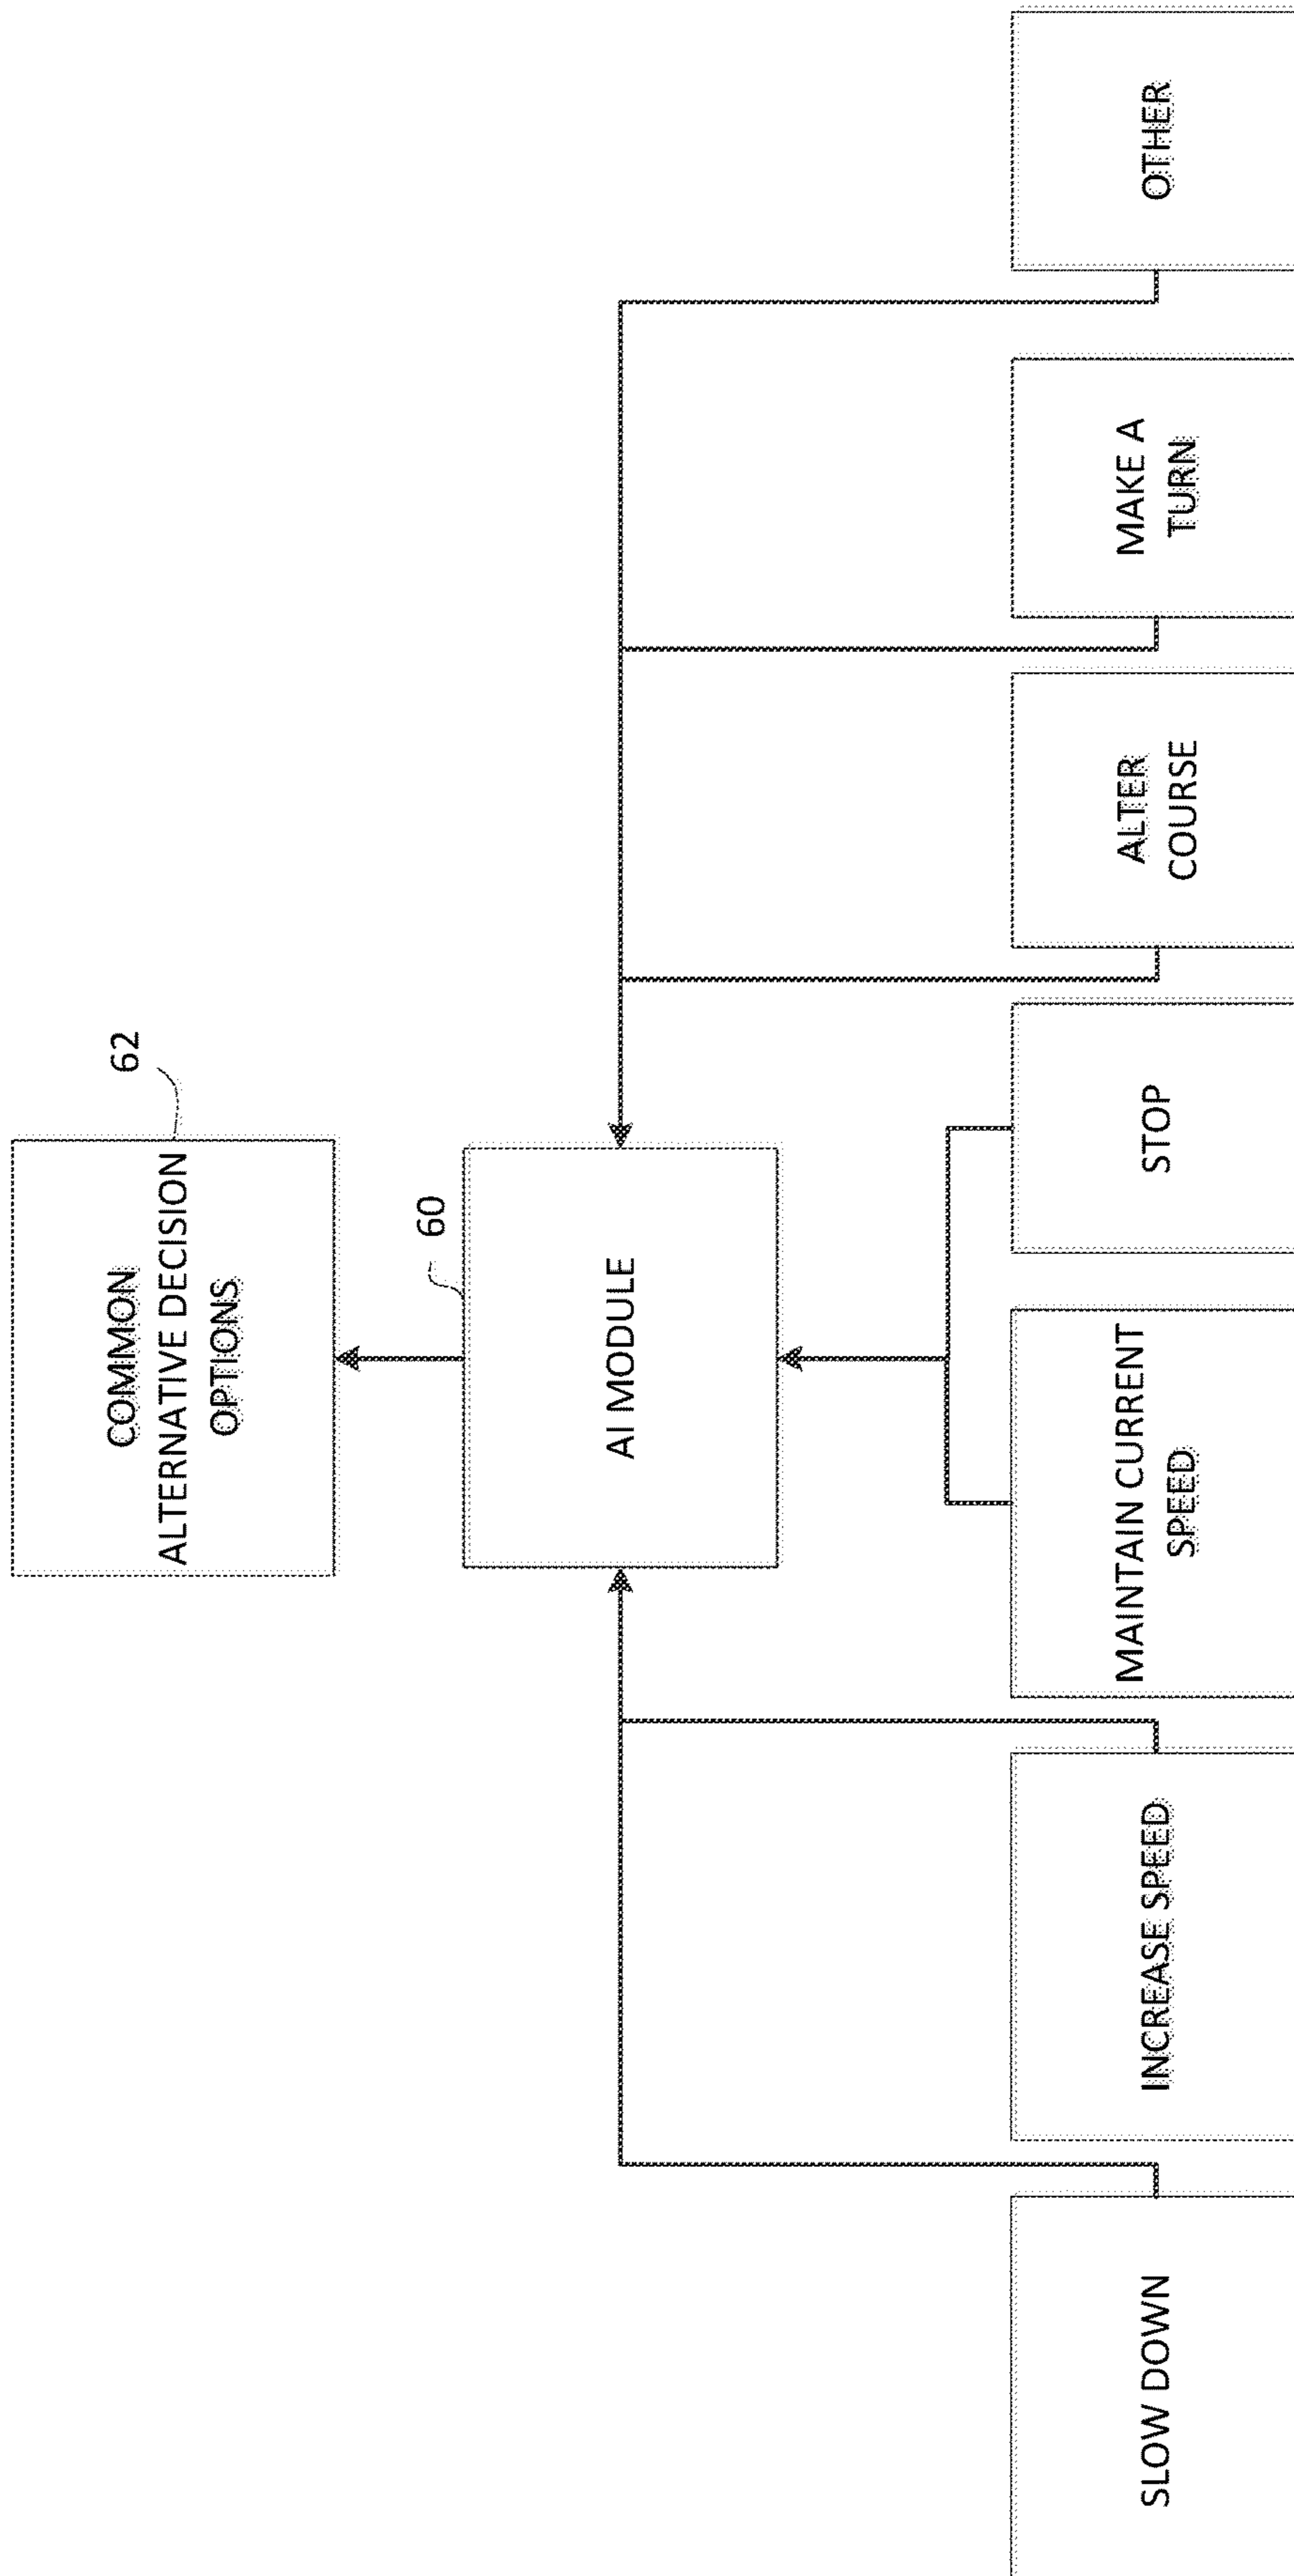 COMMON
ALTERNATIVE DECISION
OPTIONS
62
60
AI MODULE
SLOW DOWN
INCREASE SPEED
MAINTAIN CURRENT
SPEED
STOP
ALTER
COURSE
MAKE A
TURN
OTHER